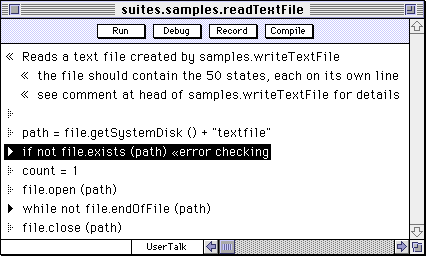 suites.samples.readTextFile
Run Debug Record Compile
« Reads a text file created by samples.writeTextFile
« the file should contain the 50 states, each on its own line
« see comment at head of samples.writeTextFile for details
path = file.getSystemDisk () + "textfile"
if not file.exists (path) «error checking
count = 1
file.open (path)
while not file.endOfFile (path)
file.close (path)
UserTalk